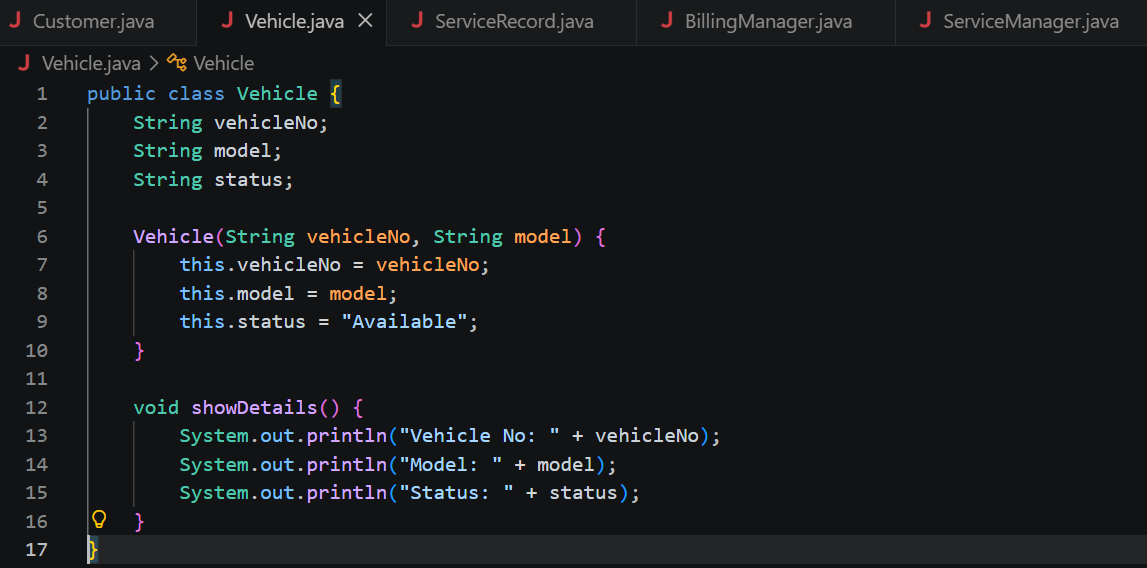 J Customer.java J Vehicle.java × J ServiceRecord.java J BillingManager.java J ServiceManager.java
J Vehicle.java > Vehicle
1 public class Vehicle {
2     String vehicleNo;
3     String model;
4     String status;
5
6     Vehicle(String vehicleNo, String model) {
7         this.vehicleNo = vehicleNo;
8         this.model = model;
9         this.status = "Available";
10     }
11
12     void showDetails() {
13         System.out.println("Vehicle No: " + vehicleNo);
14         System.out.println("Model: " + model);
15         System.out.println("Status: " + status);
16     }
17 }